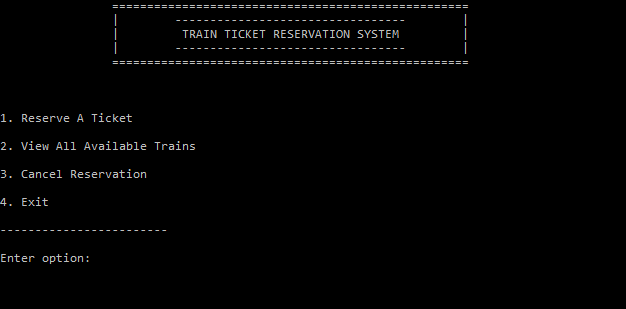 ===================================================
|        ---------------------------------        |
|         TRAIN TICKET RESERVATION SYSTEM         |
|        ---------------------------------        |
===================================================
1. Reserve A Ticket
2. View All Available Trains
3. Cancel Reservation
4. Exit
------------------------
Enter option: